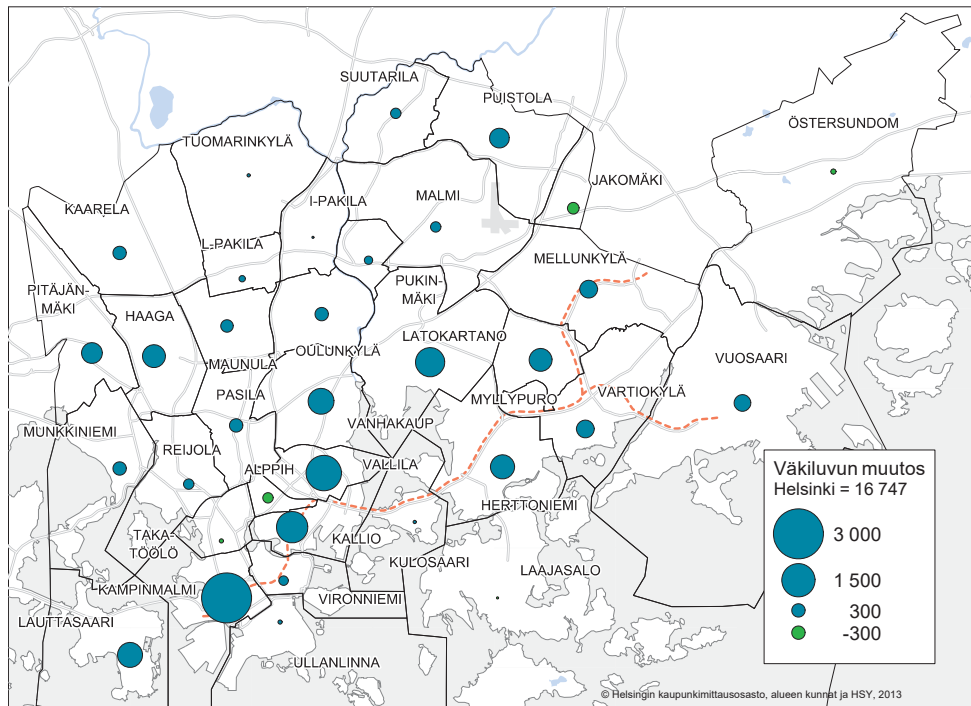 SUUTARILA
PUISTOLA
ÖSTERSUNDOM
TUOMARINKYLÄ
JAKOMÄKI
I-PAKILA
MALMI
KAARELA
L-PAKILA
MELLUNKYLÄ
PUKIN-
MÄKI
PITÄJÄN-
MÄKI
HAAGA
LATOKARTANO
OULUNKYLÄ
MAUNULA
VUOSAARI
PASILA
MYLLYPURO
VARTIOKYLÄ
VANHAKAUP
MUNKKINIEMI
REIJOLA
ALPPIH
VALLILA
HERTTONIEMI
TAKA-
TÖÖLÖ
KALLIO
KULOSAARI
LAAJASALO
KAMPINMALMI
VIRONNIEMI
LAUTTASAARI
ULLANLINNA
Väkiluvun muutos
Helsinki = 16 747
3 000
1 500
300
-300
© Helsingin kaupunkimittausosasto, alueen kunnat ja HSY, 2013